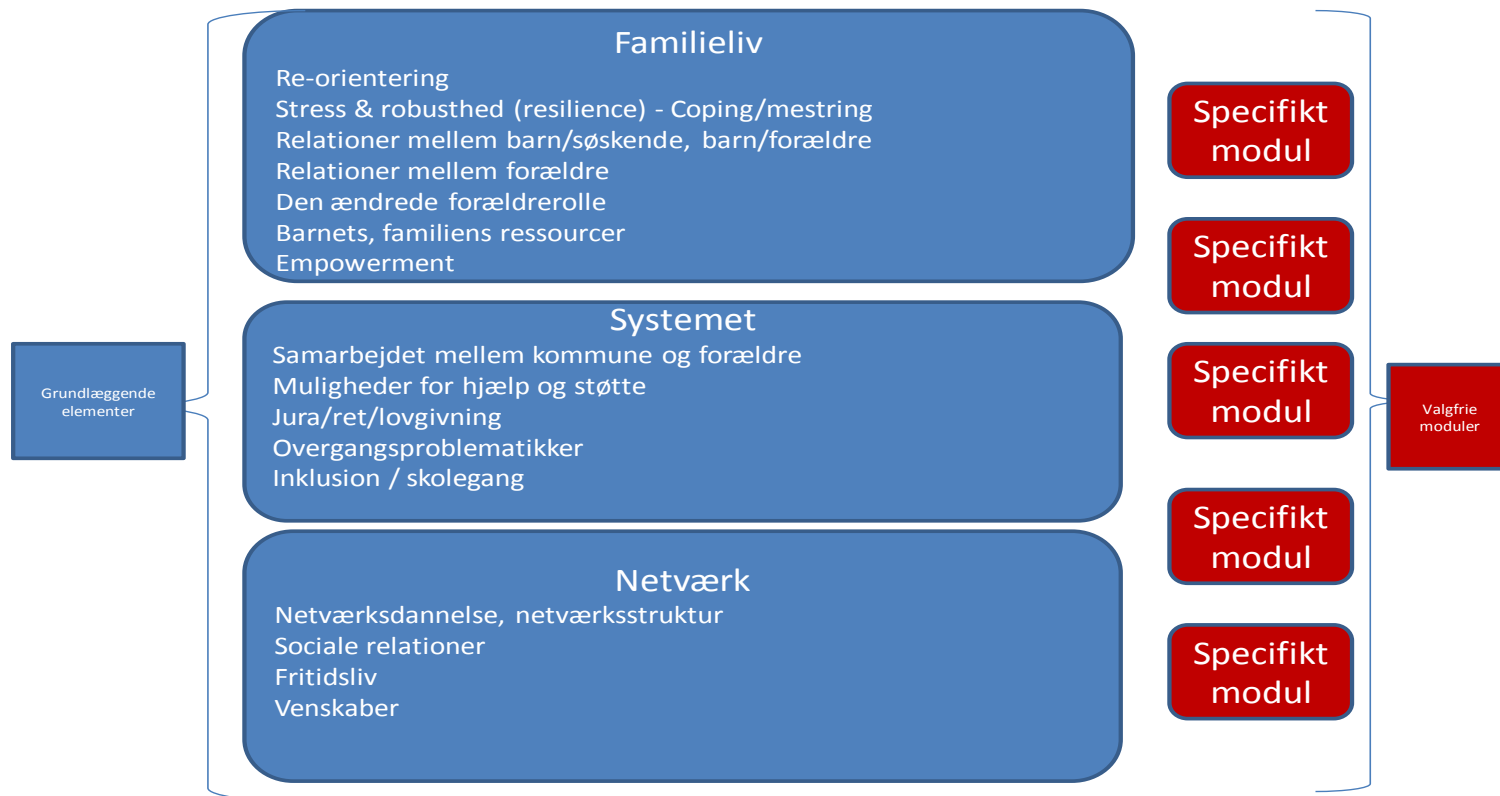 Grundlæggende
elementer
Familieliv
Re-orientering
Stress & robusthed (resilience) - Coping/mestring
Relationer mellem barn/søskende, barn/forældre
Relationer mellem forældre
Den ændrede forældrerolle
Barnets, familiens ressourcer
Empowerment
Systemet
Samarbejdet mellem kommune og forældre
Muligheder for hjælp og støtte
Jura/ret/lovgivning
Overgangsproblematikker
Inklusion / skolegang
Netværk
Netværksdannelse, netværksstruktur
Sociale relationer
Fritidsliv
Venskaber
Specifikt
modul
Specifikt
modul
Specifikt
modul
Specifikt
modul
Specifikt
modul
Valgfrie
moduler